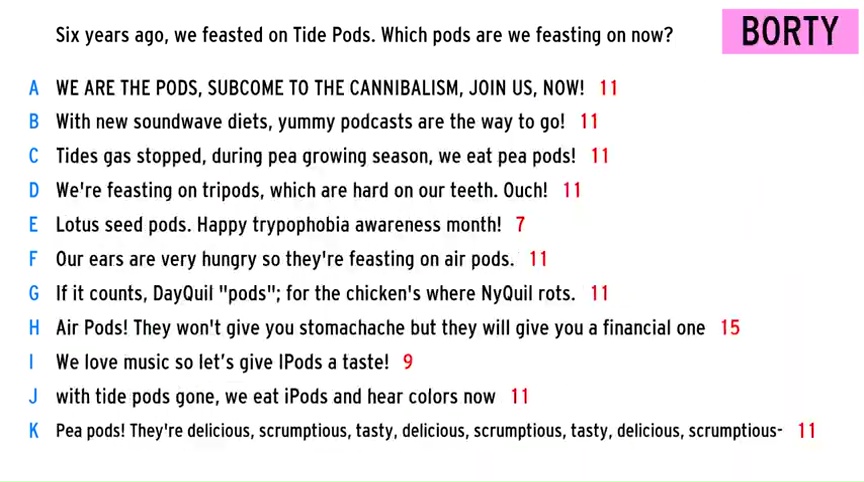 Six years ago, we feasted on Tide Pods. Which pods are we feasting on now?
BORTY
A WE ARE THE PODS, SUBCOME TO THE CANNIBALISM, JOIN US, NOW! 11
B With new soundwave diets, yummy podcasts are the way to go! 11
C Tides gas stopped, during pea growing season, we eat pea pods! 11
D We're feasting on tripods, which are hard on our teeth. Ouch! 11
E Lotus seed pods. Happy trypophobia awareness month! 7
F Our ears are very hungry so they're feasting on air pods. 11
G If it counts, DayQuil "pods"; for the chicken's where NyQuil rots. 11
H Air Pods! They won't give you stomachache but they will give you a financial one 15
I We love music so let’s give IPods a taste! 9
J with tide pods gone, we eat iPods and hear colors now 11
K Pea pods! They're delicious, scrumptious, tasty, delicious, scrumptious, tasty, delicious, scrumptious- 11